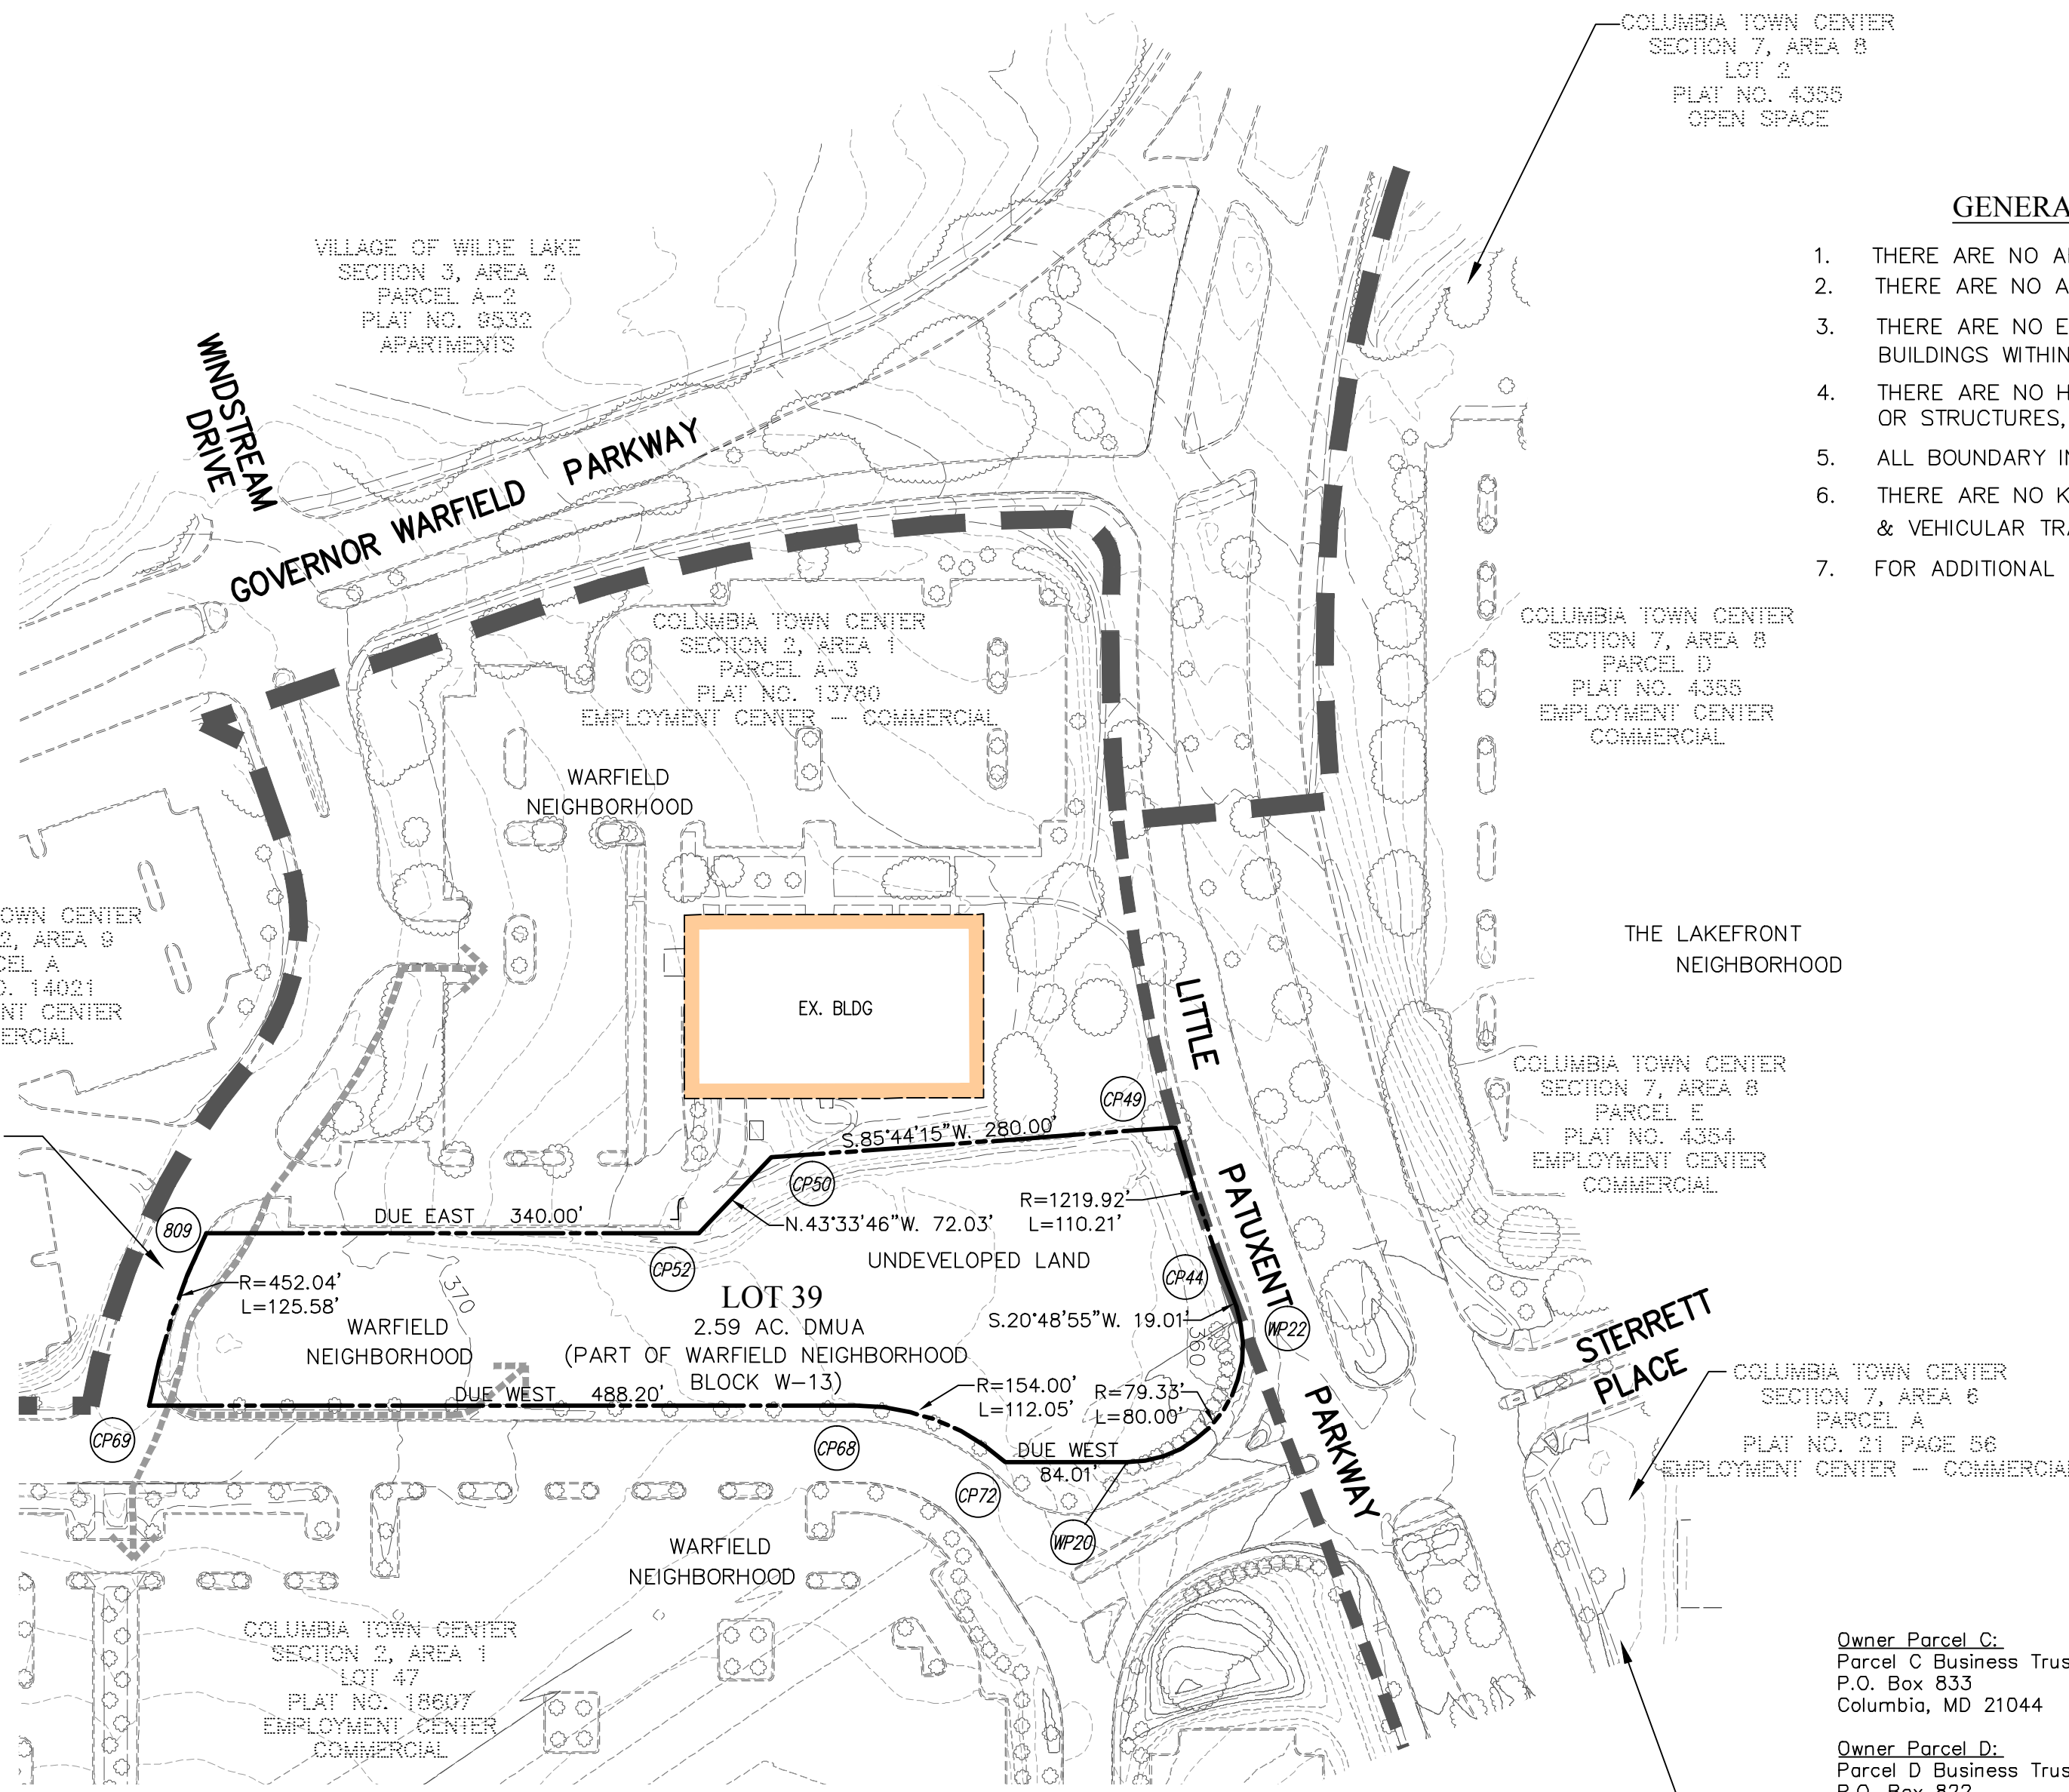 COLUMBIA TOWN CENTER
SECTION 7, AREA 8
LOT 2
PLAT NO. 4355
OPEN SPACE
GENERA
1. THERE ARE NO
2. THERE ARE NO A
3. THERE ARE NO E
BUILDINGS WITHIN
4. THERE ARE NO H
OR STRUCTURES,
5. ALL BOUNDARY
6. THERE ARE NO K
& VEHICULAR TRA
7. FOR ADDITIONAL
VILLAGE OF WILDE LAKE
SECTION 3, AREA 2
PARCEL A-2
PLAT NO. 9532
APARTMENTS
WINDSTREAM
DRIVE
GOVERNOR WARFIELD PARKWAY
COLUMBIA TOWN CENTER
SECTION 2, AREA 1
PARCEL A-3
PLAT NO. 13780
EMPLOYMENT CENTER - COMMERCIAL
COLUMBIA TOWN CENTER
SECTION 7, AREA 8
PARCEL D
PLAT NO. 4355
EMPLOYMENT CENTER
COMMERCIAL
WARFIELD
NEIGHBORHOOD
OWN CENTER
2, AREA 9
CEL A
C. 14021
NT CENTER
ERCIAL
THE LAKEFRONT
NEIGHBORHOOD
EX. BLDG
LITTLE PATUXENT PARKWAY
COLUMBIA TOWN CENTER
SECTION 7, AREA 8
PARCEL E
PLAT NO. 4354
EMPLOYMENT CENTER
COMMERCIAL
CP49
S.85°44'15"W. 280.00'
CP50
R=1219.92'
L=110.21'
N.43°33'46"W. 72.03'
809
DUE EAST 340.00'
CP52
UNDEVELOPED LAND
CP44
R=452.04'
L=125.58'
370
LOT 39
2.59 AC. DMUA
(PART OF WARFIELD NEIGHBORHOOD
BLOCK W-13)
S.20°48'55"W. 19.01'
WP22
360
WARFIELD
NEIGHBORHOOD
STERRETT
PLACE
DUE WEST 488.20'
R=154.00'
L=112.05'
R=79.33'
L=80.00'
COLUMBIA TOWN CENTER
SECTION 7, AREA 6
PARCEL A
PLAT NO. 21 PAGE 56
EMPLOYMENT CENTER - COMMERCIAL
CP69
CP68
DUE WEST
84.01'
CP72
WP20
WARFIELD
NEIGHBORHOOD
COLUMBIA TOWN CENTER
SECTION 2, AREA 1
LOT 47
PLAT NO. 18607
EMPLOYMENT CENTER
COMMERCIAL
Owner Parcel C:
Parcel C Business Trus
P.O. Box 833
Columbia, MD 21044
Owner Parcel D:
Parcel D Business Trus
P.O. Box 822